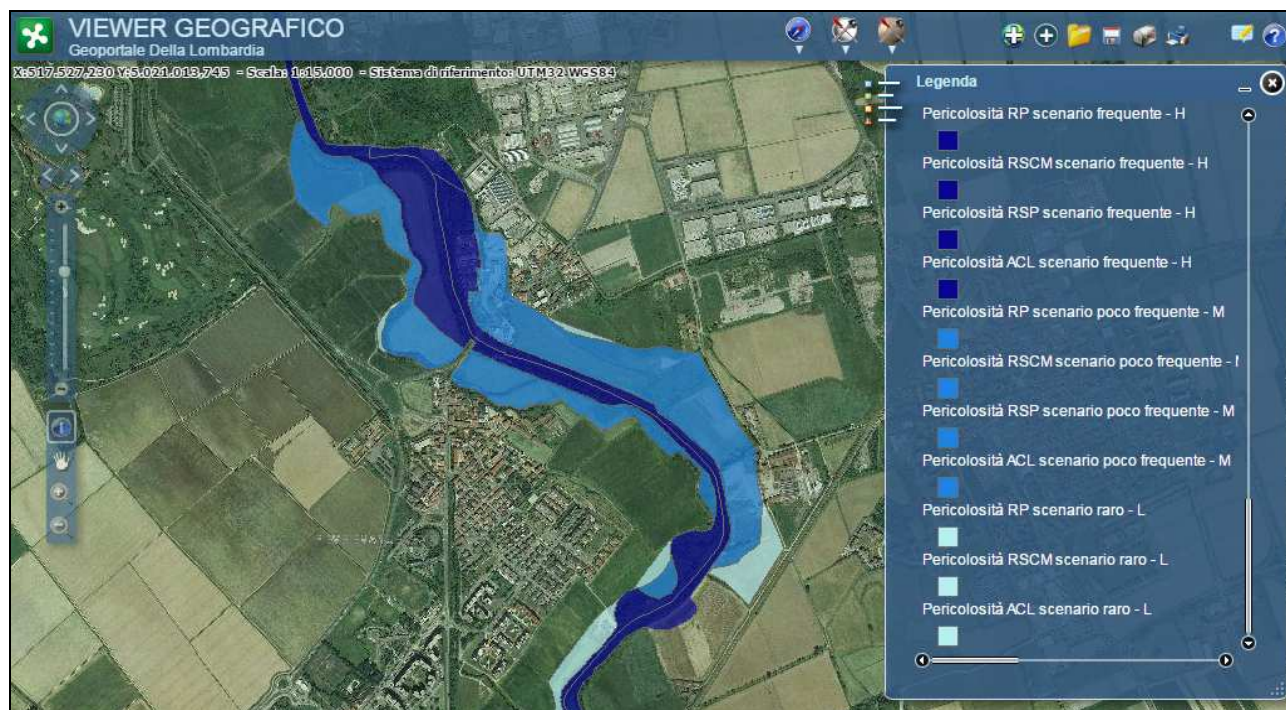 VIEWER GEOGRAFICO
Geoportale Della Lombardia
X:517.527,230 Y:5.021.013,745 - Scala: 1:15.000 - Sistema di riferimento: UTM32.WGS84
Legenda
Pericolosità RP scenario frequente - H
Pericolosità RSCM scenario frequente - H
Pericolosità RSP scenario frequente - H
Pericolosità ACL scenario frequente - H
Pericolosità RP scenario poco frequente - M
Pericolosità RSCM scenario poco frequente -
Pericolosità RSP scenario poco frequente - M
Pericolosità ACL scenario poco frequente - M
Pericolosità RP scenario raro - L
Pericolosità RSCM scenario raro - L
Pericolosità ACL scenario raro - L